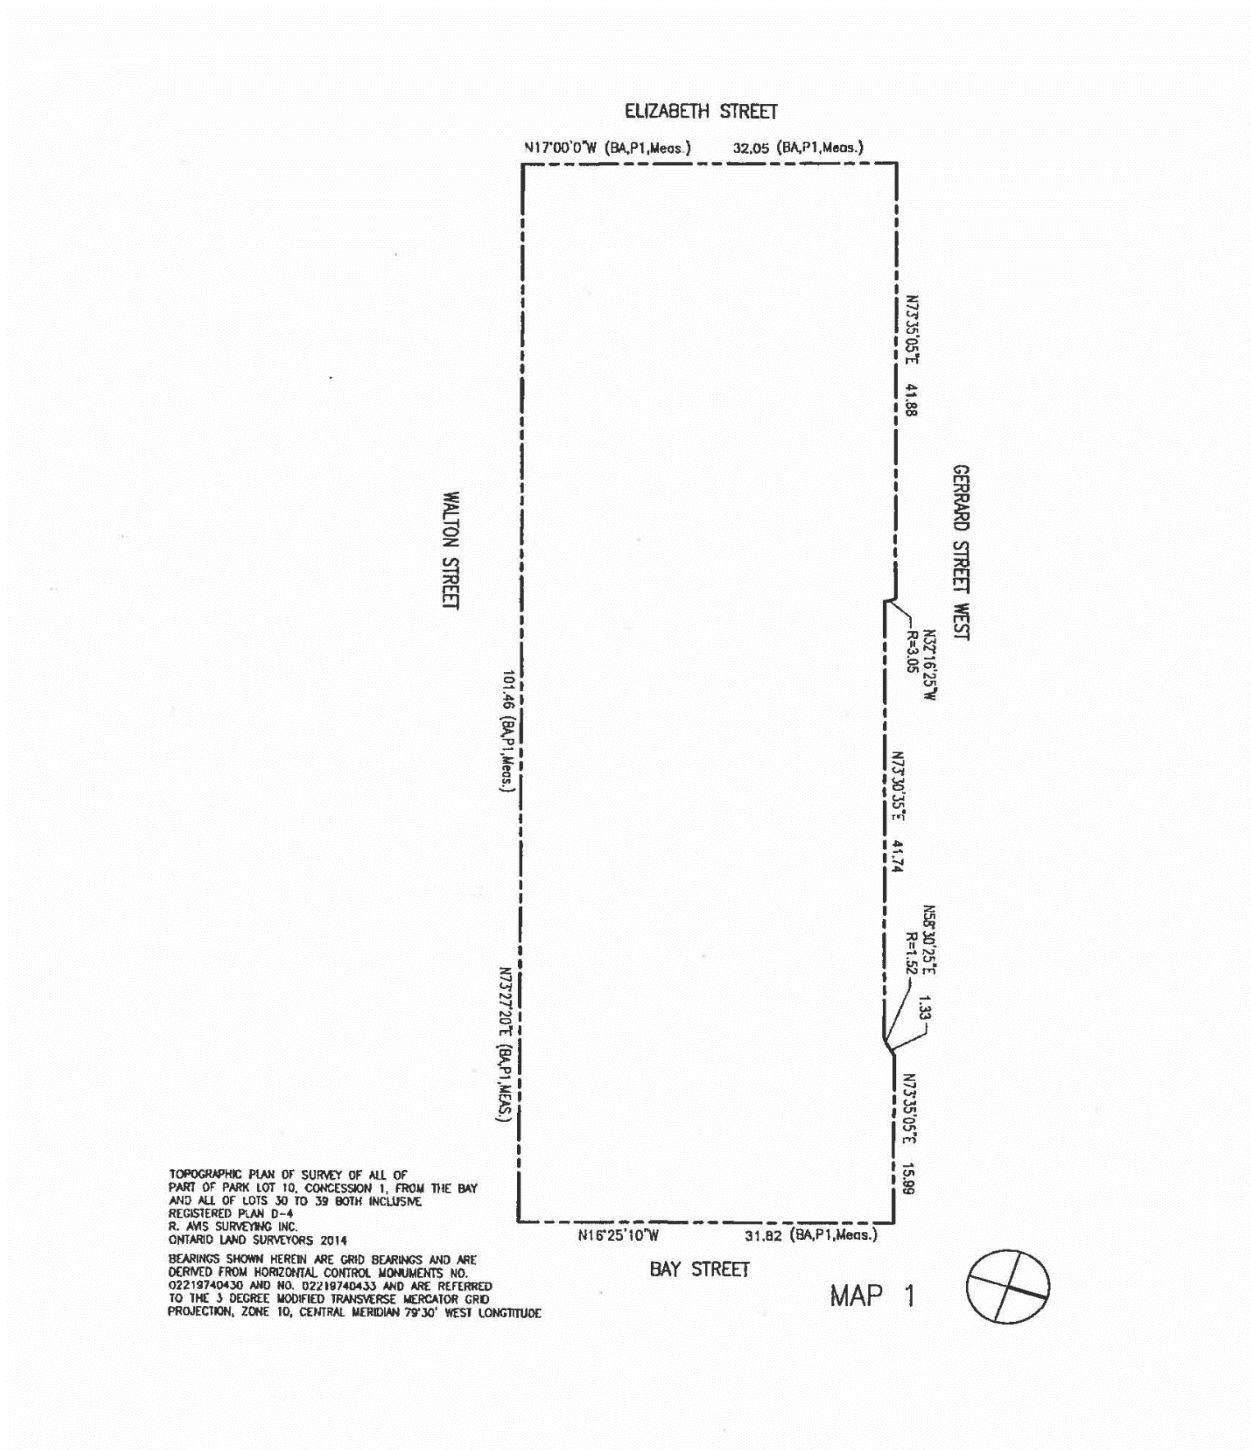 ELIZABETH STREET
N17°00'0"W (BA,P1,Meas.) 32.05 (BA,P1,Meas.)
N73°35'05"E 41.88
GERRARD STREET WEST
WALTON STREET
N32°16'25"W
R=3.05
101.46 (BA,P1,Meas.)
N73°30'35"E 41.74
N58°30'25"E 1.33
R=1.52
N73°27'20"E (BA,P1,MEAS.)
N73°35'05"E 15.99
N16°25'10"W 31.82 (BA,P1,Meas.)
BAY STREET
MAP 1
TOPOGRAPHIC PLAN OF SURVEY OF ALL OF
PART OF PARK LOT 10, CONCESSION 1, FROM THE BAY
AND ALL OF LOTS 30 TO 39 BOTH INCLUSIVE
REGISTERED PLAN D-4
R. AVIS SURVEYING INC.
ONTARIO LAND SURVEYORS 2014
BEARINGS SHOWN HEREIN ARE GRID BEARINGS AND ARE
DERIVED FROM HORIZONTAL CONTROL MONUMENTS NO.
02219740430 AND NO. 02219740433 AND ARE REFERRED
TO THE 3 DEGREE MODIFIED TRANSVERSE MERCATOR GRID
PROJECTION, ZONE 10, CENTRAL MERIDIAN 79°30' WEST LONGTITUDE